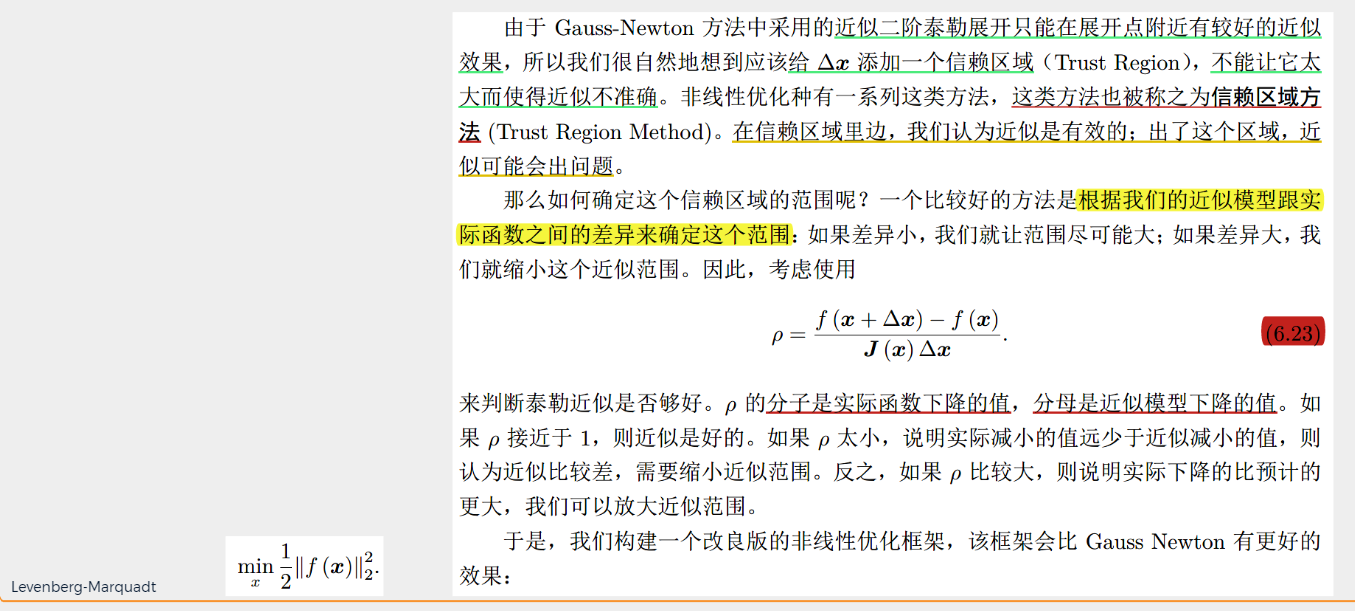 由于 Gauss-Newton 方法中采用的近似二阶泰勒展开只能在展开点附近有较好的近似
效果，所以我们很自然地想到应该给 Δx 添加一个信赖区域（Trust Region），不能让它太
大而使得近似不准确。非线性优化种有一系列这类方法，这类方法也被称之为信赖区域方
法 (Trust Region Method)。在信赖区域里边，我们认为近似是有效的；出了这个区域，近
似可能会出问题。
那么如何确定这个信赖区域的范围呢？一个比较好的方法是根据我们的近似模型跟实
际函数之间的差异来确定这个范围：如果差异小，我们就让范围尽可能大；如果差异大，我
们就缩小这个近似范围。因此，考虑使用
ρ = \frac{f (x + Δx) − f (x)}{J (x) Δx}. (6.23)
来判断泰勒近似是否够好。ρ 的分子是实际函数下降的值，分母是近似模型下降的值。如
果 ρ 接近于 1，则近似是好的。如果 ρ 太小，说明实际减小的值远少于近似减小的值，则
认为近似比较差，需要缩小近似范围。反之，如果 ρ 比较大，则说明实际下降的比预计的
更大，我们可以放大近似范围。
于是，我们构建一个改良版的非线性优化框架，该框架会比 Gauss Newton 有更好的
效果：
\min_x \frac{1}{2} ‖f (x)‖_2^2.
Levenberg-Marquadt